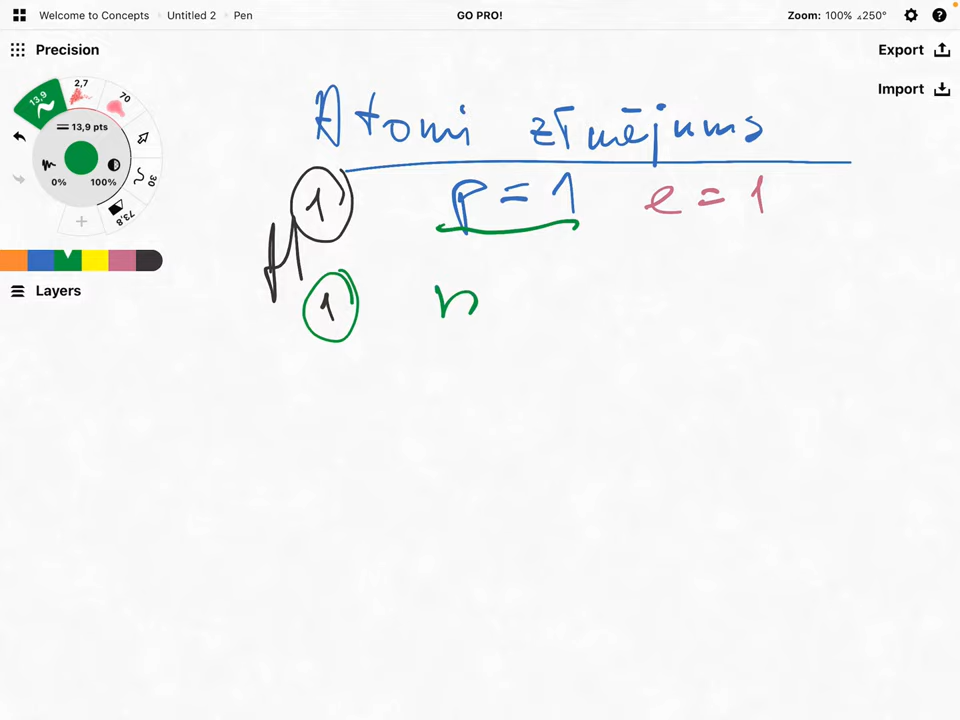 Welcome to Concepts Untitled 2 Pen GO PRO! Zoom: 100% ⊿250° ?
Precision
Export
Import
13,9
2,7
70
30
73,8
13,9 pts
0% 100%
Layers
Atomi zīmējums
1 p = 1 e = 1
1 n